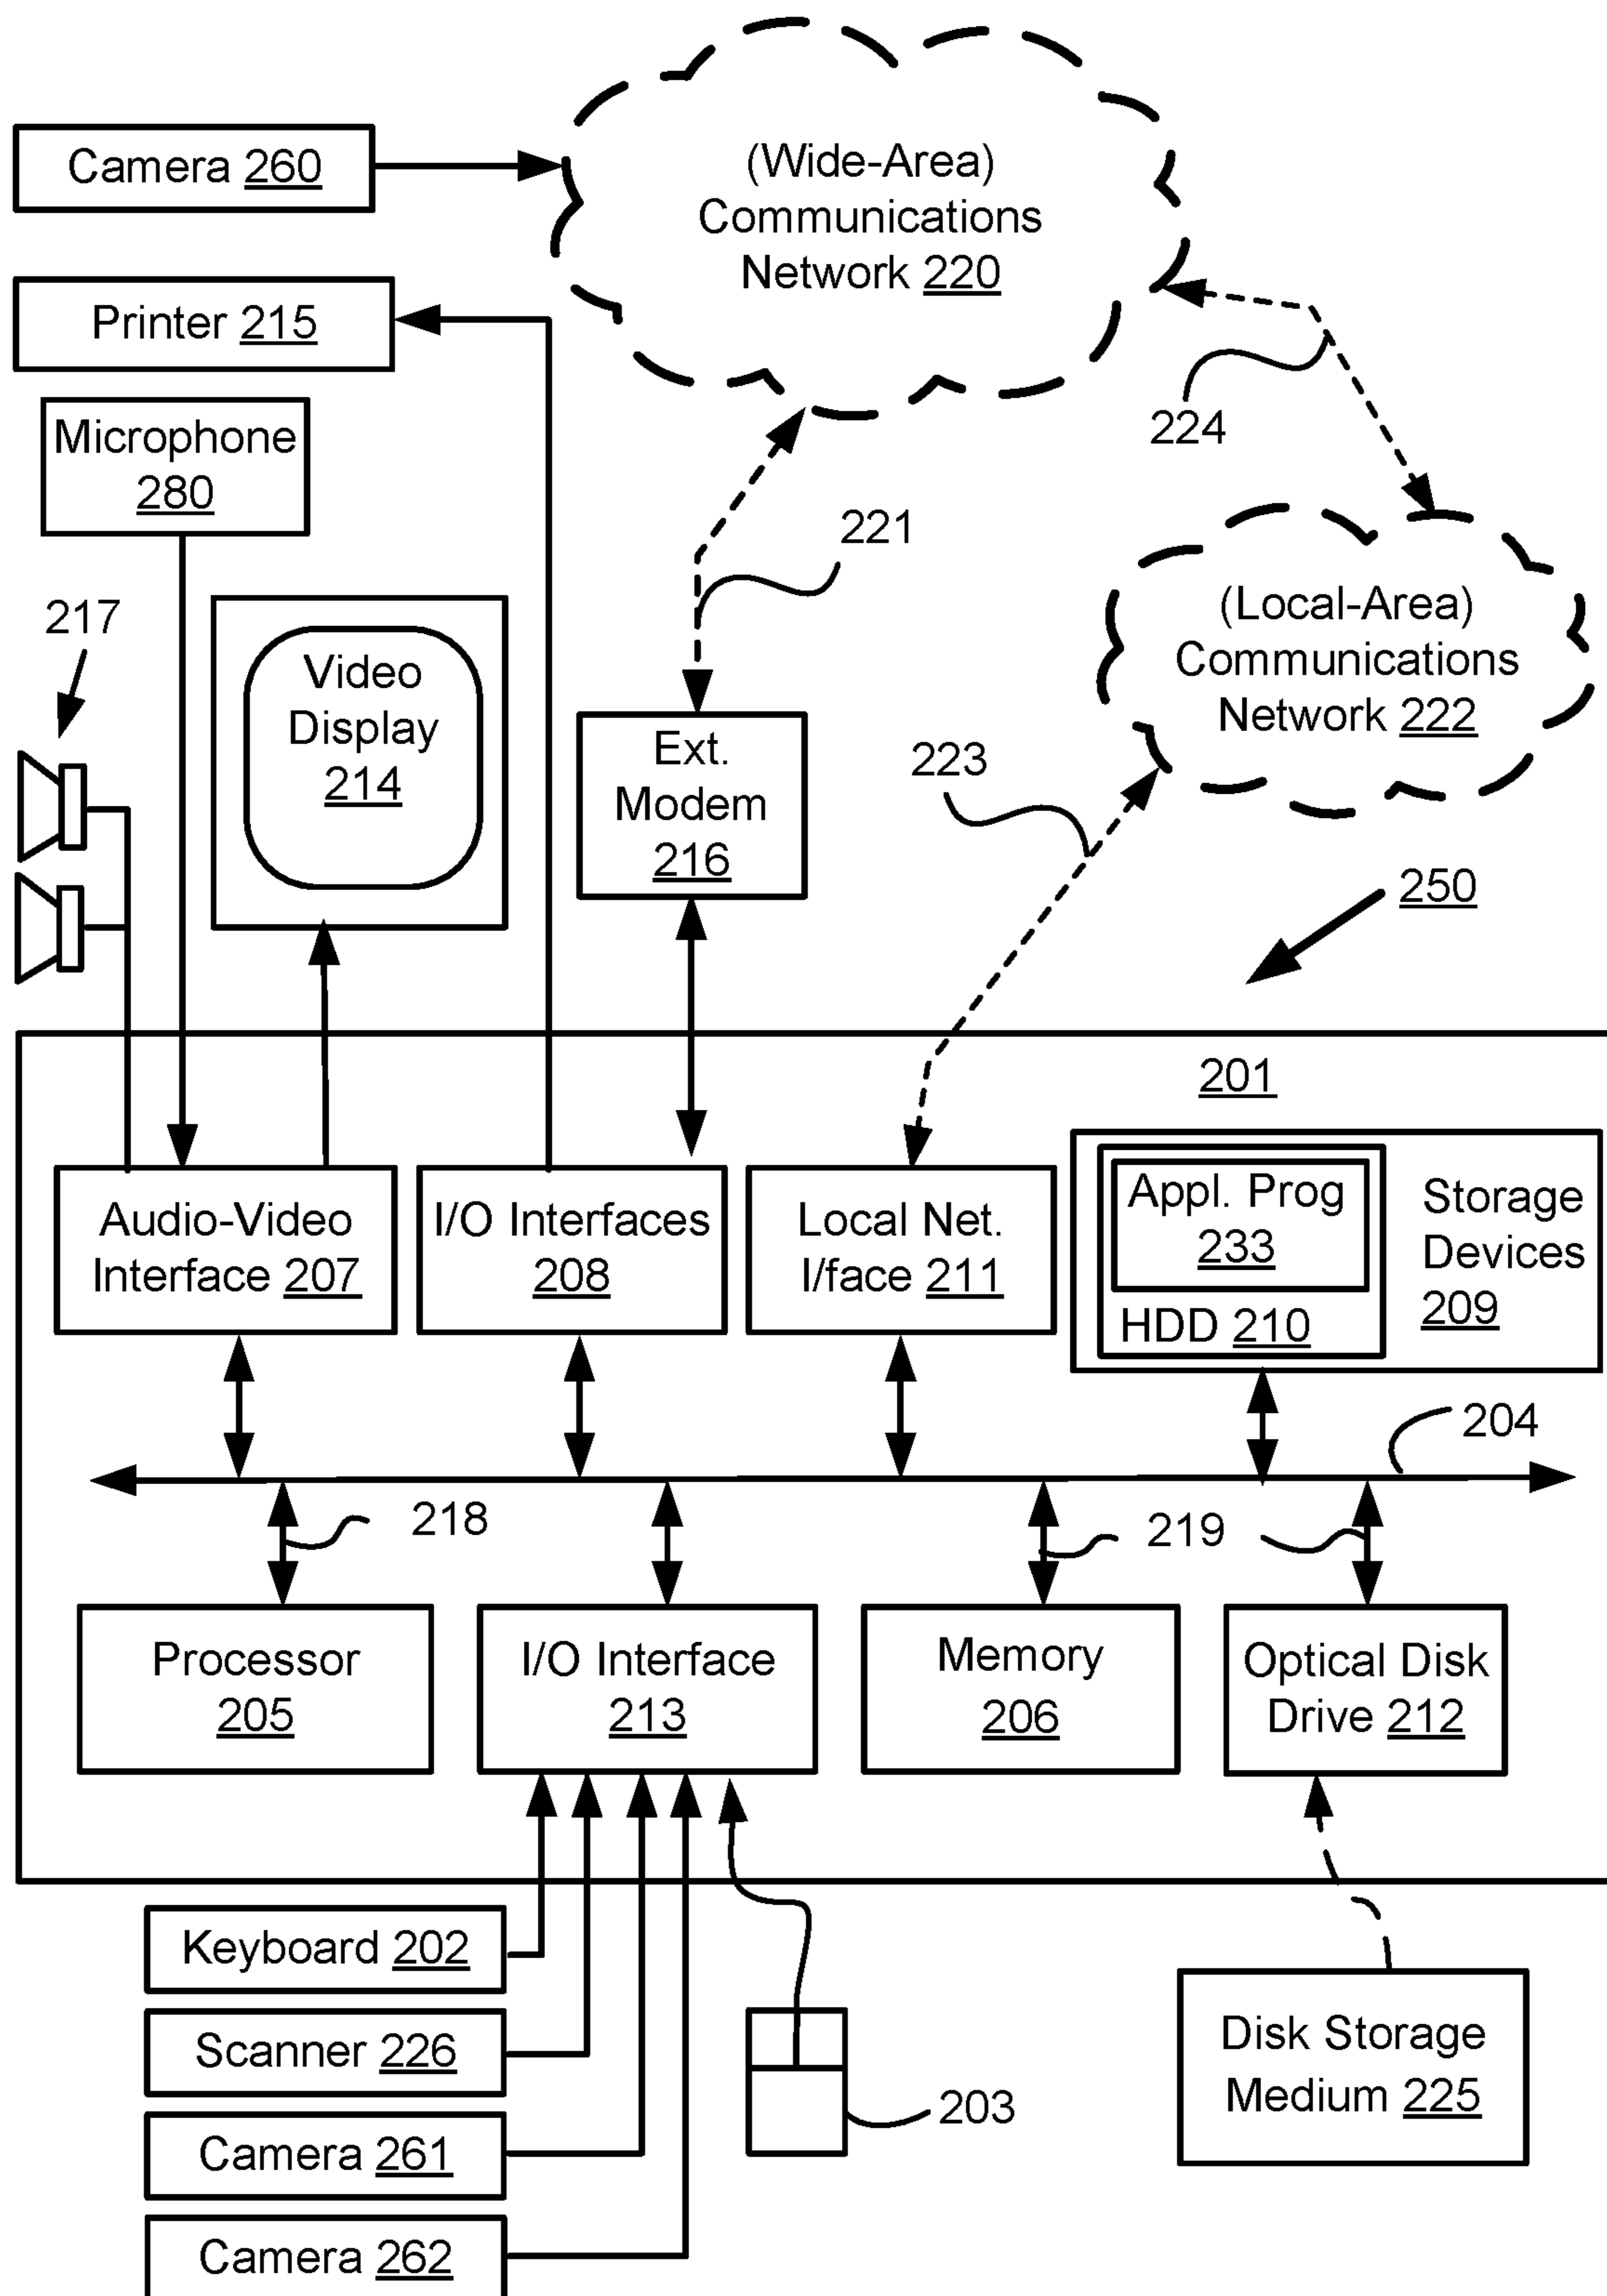 (Wide-Area)
Communications
Network 220
Camera 260
Printer 215
Microphone
280
224
221
217
Video
Display
214
(Local-Area)
Communications
Network 222
Ext.
Modem
216
223
250
201
Audio-Video
Interface 207
I/O Interfaces
208
Local Net.
I/face 211
Appl. Prog
233
HDD 210
Storage
Devices
209
204
218
219
Processor
205
I/O Interface
213
Memory
206
Optical Disk
Drive 212
Keyboard 202
Scanner 226
Camera 261
Camera 262
203
Disk Storage
Medium 225